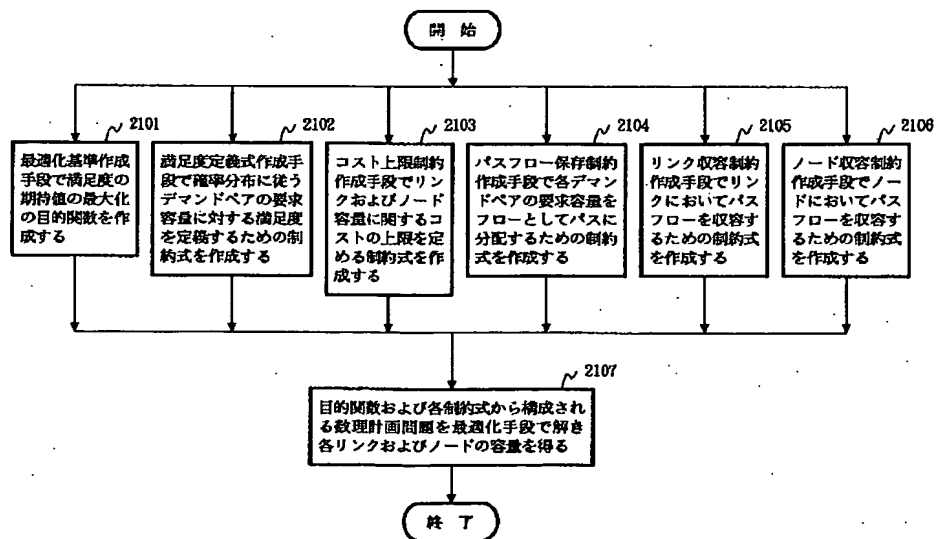 開始
2101
最適化基準作成
手段で満足度の
期待値の最大化
の目的関数を作
成する
2102
満足度定義式作成手
段で確率分布に従う
デマンドペアの要求
容量に対する満足度
を定義するための制
約式を作成する
2103
コスト上限制約
作成手段でリン
クおよびノード
容量に関するコ
ストの上限を定
める制約式を作
成する
2104
パスフロー保存制約
作成手段で各デマン
ドペアの要求容量を
フローとしてパスに
分配するための制約
式を作成する
2105
リンク収容制約
作成手段でリン
クにおいてパス
フローを収容す
るための制約式
を作成する
2106
ノード収容制約
作成手段でノー
ドにおいてパス
フローを収容す
るための制約式
を作成する
2107
目的関数および各制約式から構成され
る数理計画問題を最適化手段で解き
各リンクおよびノードの容量を得る
終了